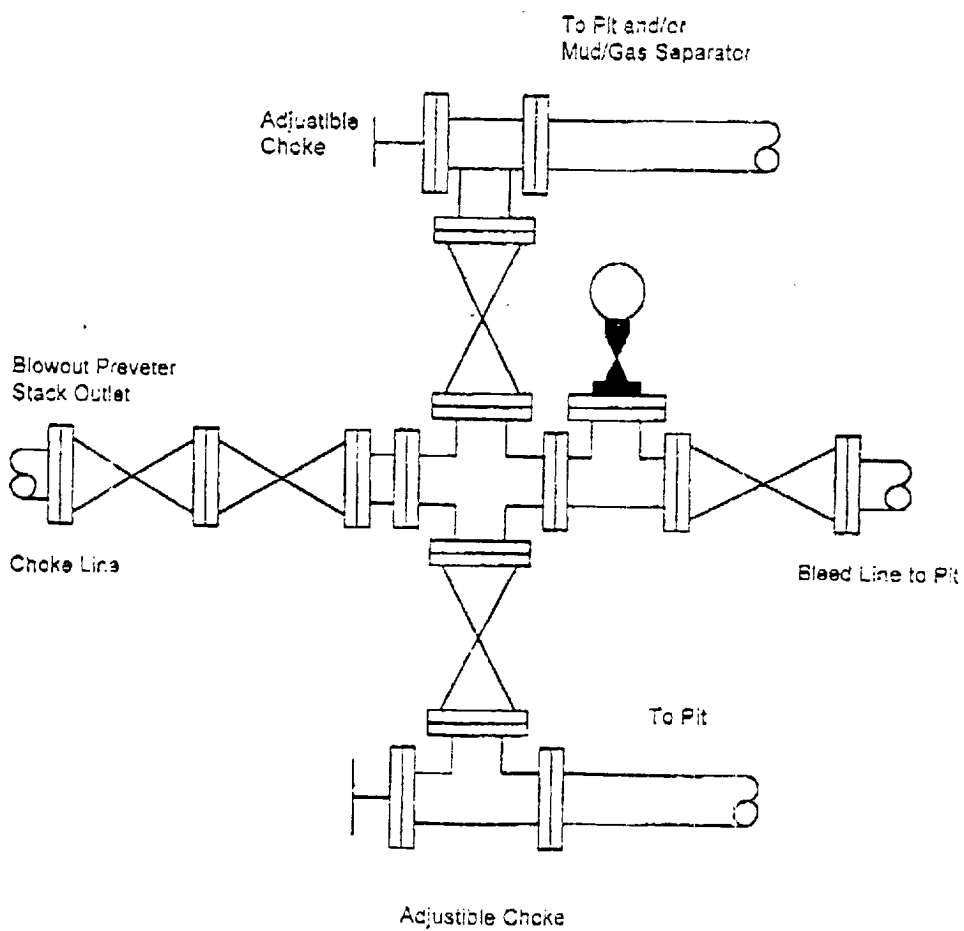 To Pit and/or
Mud/Gas Saparator
Adjustible
Choke
Blowout Preveter
Stack Outlet
Choke Line
Bleed Line to Pit
To Pit
Adjustible Choke